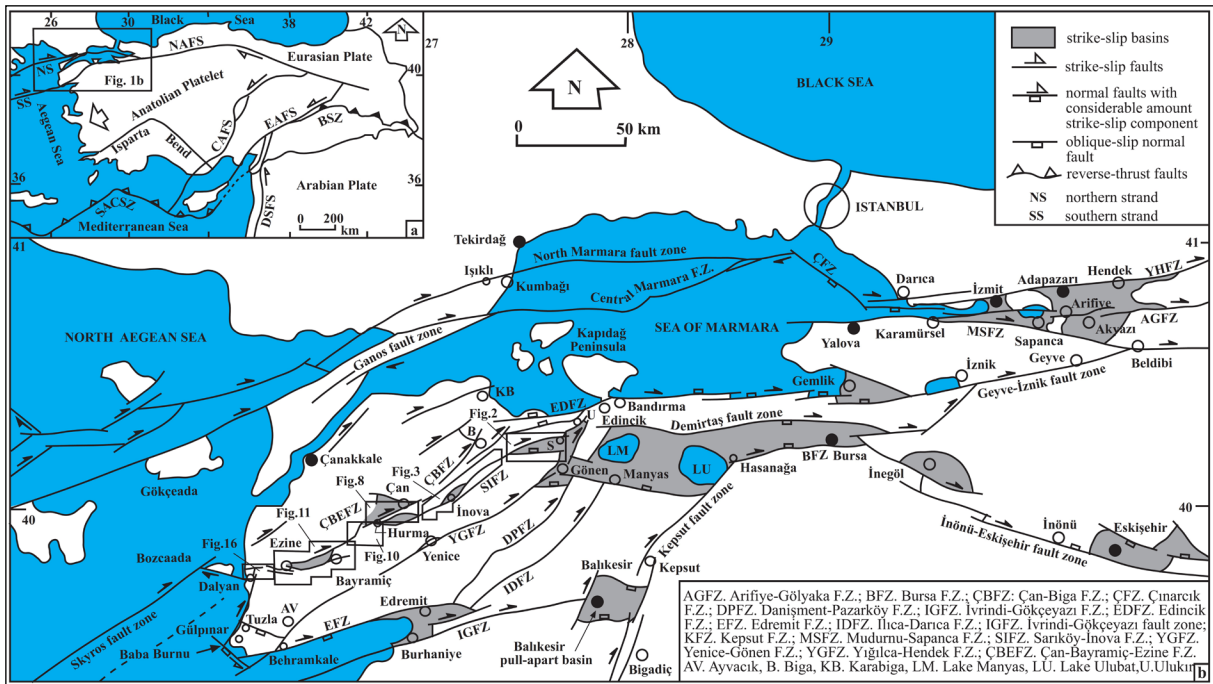 26
30
Black Sea
38
42
N
27
NAFS
Eurasian Plate
40
NS
Fig. 1b
SS
Anatolian Platelet
Aegean Sea
Isparta
Bend
CAFS
EAFS
BSZ
36
36
Arabian Plate
SACSZ
DSFS
0 200
km
Mediterranean Sea
a
28
29
N
0 50 km
BLACK SEA
strike-slip basins
strike-slip faults
normal faults with
considerable amount
strike-slip component
oblique-slip normal
fault
reverse-thrust faults
NS northern strand
SS southern strand
41
41
ISTANBUL
Tekirdağ
North Marmara fault zone
ÇFZ
Işıklı
Kumbağı
Central Marmara F.Z.
Darıca
İzmit
Adapazarı
Hendek
YHFZ
Arifiye
NORTH AEGEAN SEA
Ganos fault zone
Kapıdağ
Peninsula
SEA OF MARMARA
Yalova
Karamürsel
MSFZ
Sapanca
Akyazı
AGFZ
Geyve
Beldibi
İznik
Geyve-İznik fault zone
Gemlik
KB
EDFZ
Bandırma
U
Edincik
Demirtaş fault zone
Fig.2
B
S
LM
LU
BFZ
Bursa
Hasanağa
Çanakkale
ÇBFZ
Gönen
Manyas
İnegöl
Gökçeada
Fig.3
SIFZ
Fig.8
Çan
İnova
40
40
ÇBEFZ
Hurma
YGFZ
DPFZ
Kepsut fault zone
İnönü
Eskişehir
İnönü-Eskişehir fault zone
Fig.11
Fig.10
Yenice
Fig.16
Ezine
Bozcaada
Bayramiç
IDFZ
Balıkesir
Kepsut
Dalyan
AV
Edremit
Tuzla
EFZ
IGFZ
Gülpınar
Skyros fault zone
Baba Burnu
Behramkale
Burhaniye
Balıkesir
pull-apart basin
Bigadiç
AGFZ. Arifiye-Gölyaka F.Z.; BFZ. Bursa F.Z.; ÇBFZ: Çan-Biga F.Z.; ÇFZ. Çınarcık
F.Z.; DPFZ. Danişment-Pazarköy F.Z.; IGFZ. İvrindi-Gökçeyazı F.Z.; EDFZ. Edincik
F.Z.; EFZ. Edremit F.Z.; IDFZ. Ilıca-Darıca F.Z.; IGFZ. İvrindi-Gökçeyazı fault zone;
KFZ. Kepsut F.Z.; MSFZ. Mudurnu-Sapanca F.Z.; SIFZ. Sarıköy-İnova F.Z.; YGFZ.
Yenice-Gönen F.Z.; YGFZ. Yığılca-Hendek F.Z.; ÇBEFZ. Çan-Bayramiç-Ezine F.Z.
AV. Ayvacık, B. Biga, KB. Karabiga, LM. Lake Manyas, LU. Lake Ulubat,
b